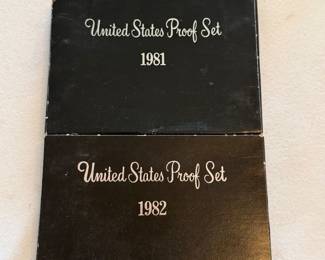 United States Proof Set
1981
United States Proof Set
1982